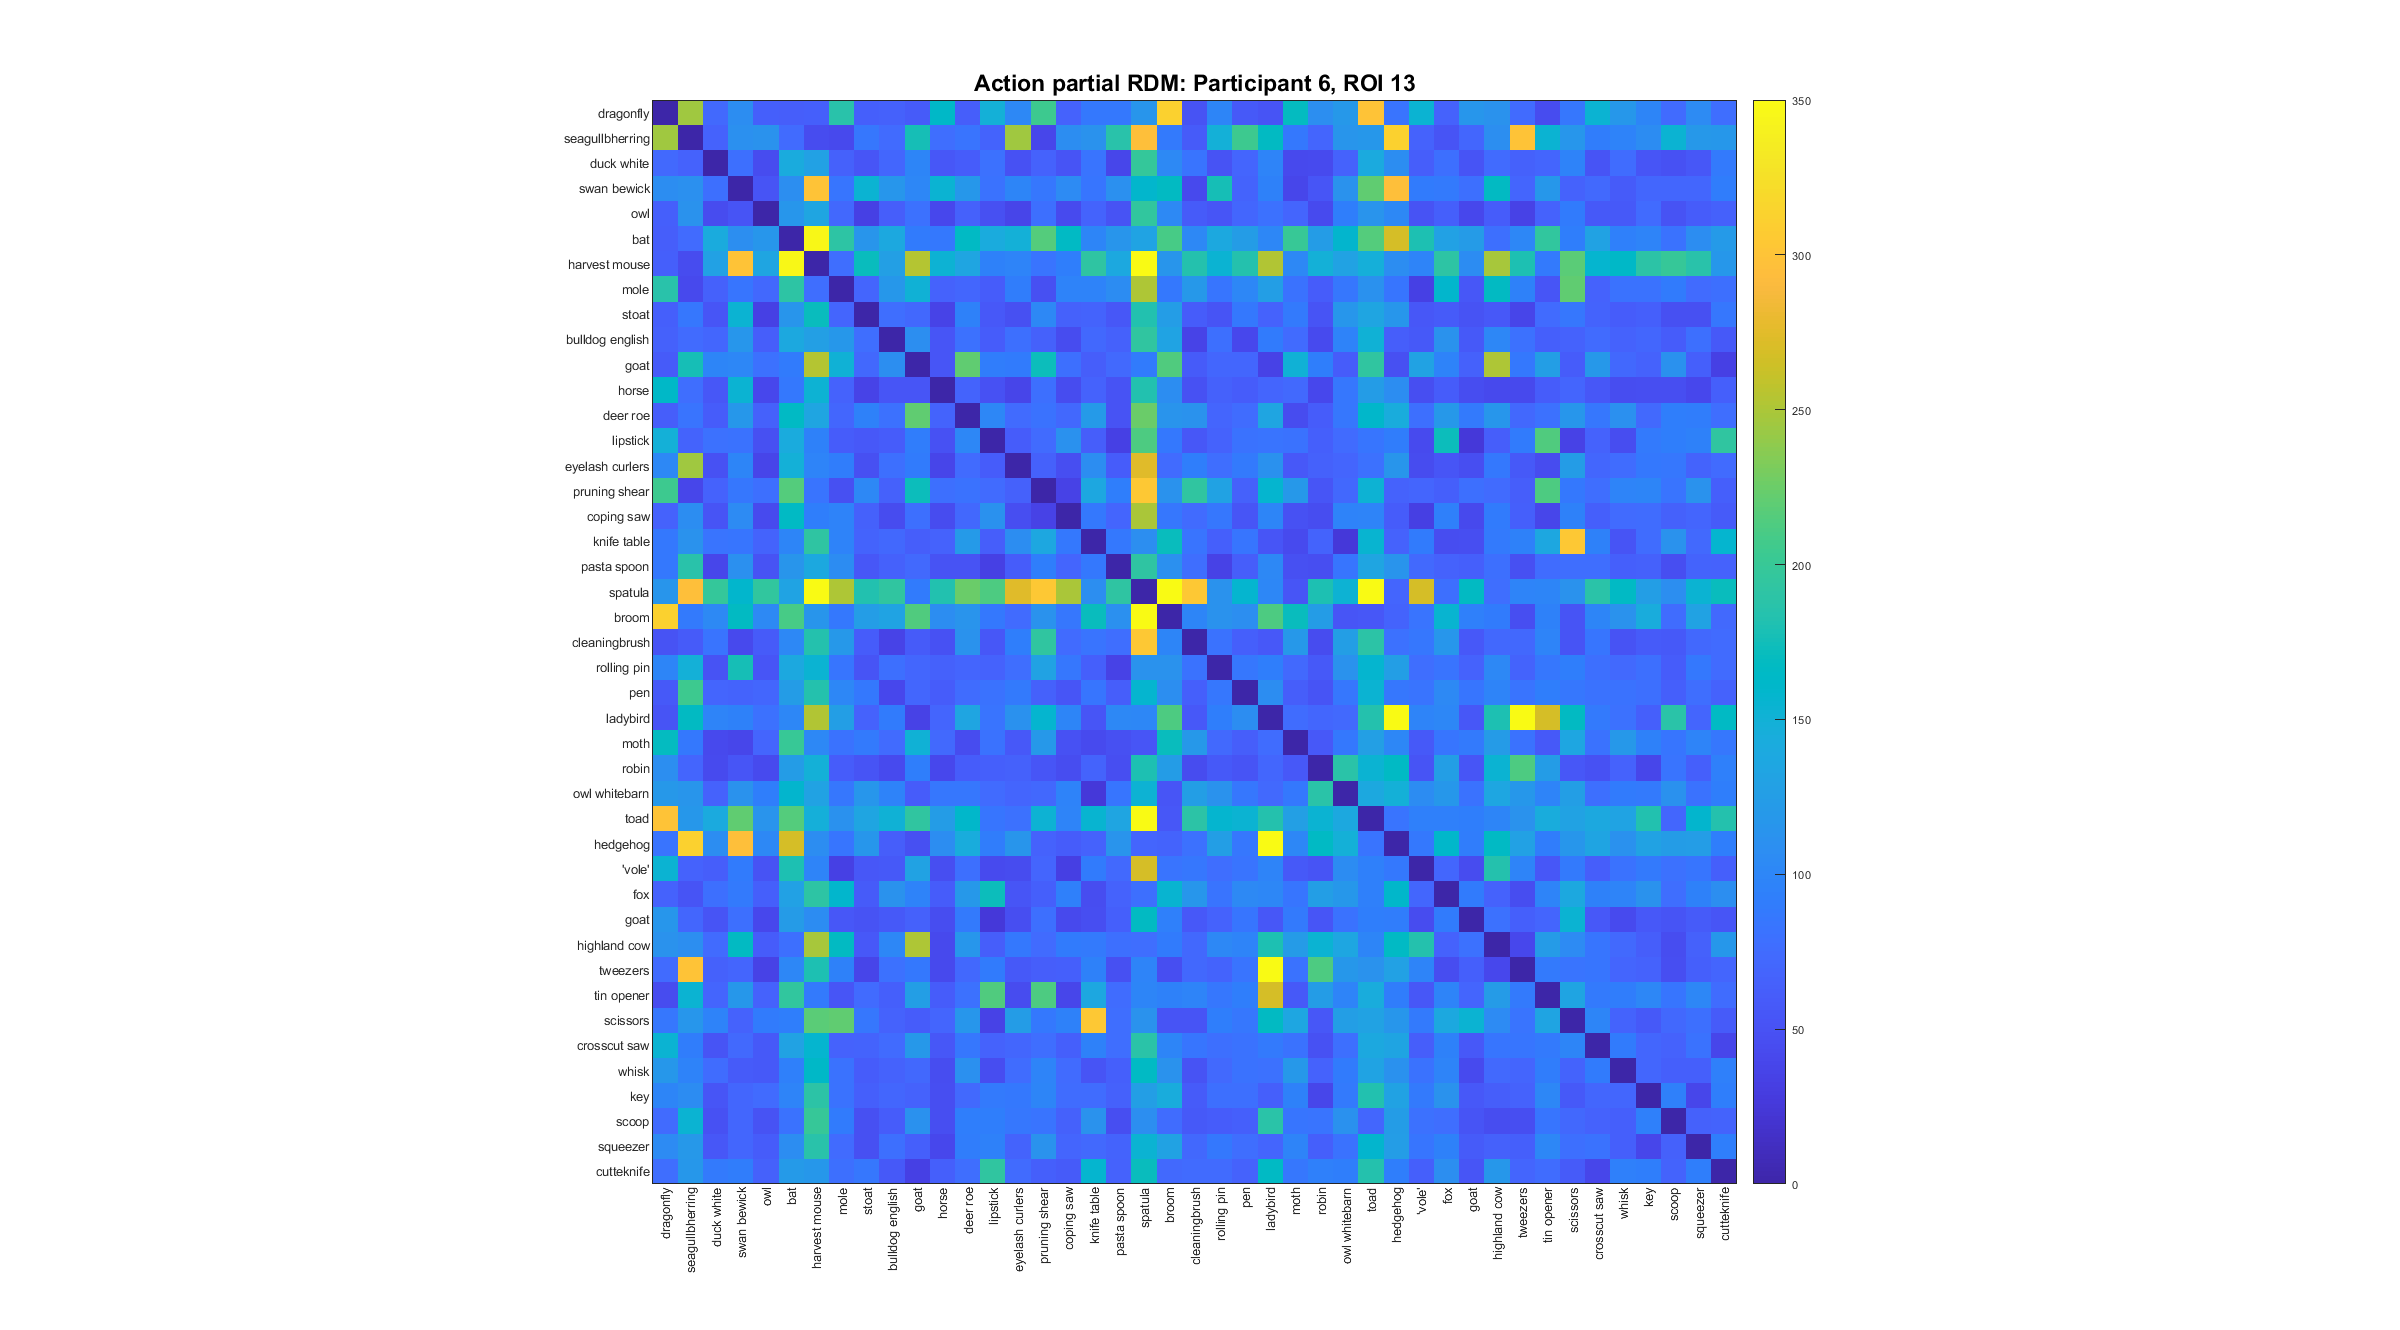 Action partial RDM: Participant 6, ROI 13
dragonfly
seagullbherring
duck white
swan bewick
owl
bat
harvest mouse
mole
stoat
bulldog english
goat
horse
deer roe
lipstick
eyelash curlers
pruning shear
coping saw
knife table
pasta spoon
spatula
broom
cleaningbrush
rolling pin
pen
ladybird
moth
robin
owl whitebarn
toad
hedgehog
'vole'
fox
goat
highland cow
tweezers
tin opener
scissors
crosscut saw
whisk
key
scoop
squeezer
cutteknife
dragonfly
seagullbherring
duck white
swan bewick
owl
bat
harvest mouse
mole
stoat
bulldog english
goat
horse
deer roe
lipstick
eyelash curlers
pruning shear
coping saw
knife table
pasta spoon
spatula
broom
cleaningbrush
rolling pin
pen
ladybird
moth
robin
owl whitebarn
toad
hedgehog
'vole'
fox
goat
highland cow
tweezers
tin opener
scissors
crosscut saw
whisk
key
scoop
squeezer
cutteknife
350
300
250
200
150
100
50
0